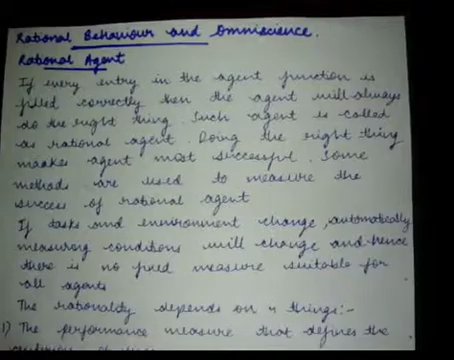 Rational Behaviour and Omniscience.
Rational Agent
If every entry in the agent function is
filled correctly then the agent will always
do the right thing. Such agent is called
as rational agent. Doing the right thing
makes agent most successful. Some
methods are used to measure the
success of rational agent
If tasks and environment change, automatically
measuring conditions will change and hence
there is no fixed measure suitable for
all agents
The rationality depends on 4 things:-
1) The performance measure that defines the